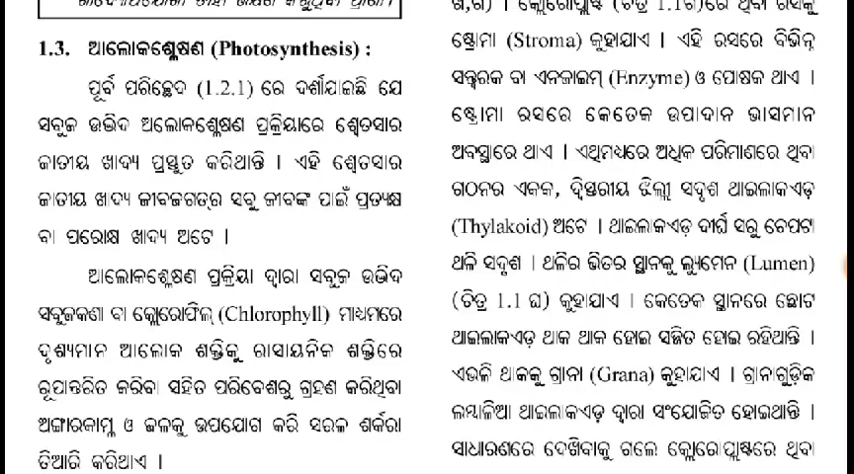 1.3. ଆଲୋକଶ୍ଳେଷଣ (Photosynthesis) :
ପୂର୍ବ ପରିଚ୍ଛେଦ (1.2.1) ରେ ଦର୍ଶାଯାଇଛି ଯେ
ସବୁଜ ଉଦ୍ଭିଦ ଆଲୋକଶ୍ଳେଷଣ ପ୍ରକ୍ରିୟାରେ ଶ୍ୱେତସାର
ଜାତୀୟ ଖାଦ୍ୟ ପ୍ରସ୍ତୁତ କରିଥାନ୍ତି । ଏହି ଶ୍ୱେତସାର
ଜାତୀୟ ଖାଦ୍ୟ ଜୀବଜଗତ୍‌ର ସବୁ ଜୀବଙ୍କ ପାଇଁ ପ୍ରତ୍ୟକ୍ଷ
ବା ପରୋକ୍ଷ ଖାଦ୍ୟ ଅଟେ ।
ଆଲୋକଶ୍ଳେଷଣ ପ୍ରକ୍ରିୟା ଦ୍ୱାରା ସବୁଜ ଉଦ୍ଭିଦ
ସବୁଜକଣା ବା କ୍ଲୋରୋଫିଲ୍ (Chlorophyll) ମାଧ୍ୟମରେ
ଦୃଶ୍ୟମାନ ଆଲୋକ ଶକ୍ତିକୁ ରାସାୟନିକ ଶକ୍ତିରେ
ରୂପାନ୍ତରିତ କରିବା ସହିତ ପରିବେଶରୁ ଗ୍ରହଣ କରିଥିବା
ଅଙ୍ଗାରକାମ୍ଳ ଓ ଜଳକୁ ଉପଯୋଗ କରି ସରଳ ଶର୍କରା
ତିଆରି କରିଥାଏ ।
ଖ,ଗ) । କ୍ଲୋରୋପ୍ଲାଷ୍ଟ (ଚିତ୍ର 1.1ଗ)ରେ ଥିବା ରସକୁ
ଷ୍ଟ୍ରୋମା (Stroma) କୁହାଯାଏ । ଏହି ରସରେ ବିଭିନ୍ନ
ସନ୍ତ୍ରରକ ବା ଏନଜାଇମ୍ (Enzyme) ଓ ପୋଷକ ଥାଏ ।
ଷ୍ଟ୍ରୋମା ରସରେ କେତେକ ଉପାଦାନ ଭାସମାନ
ଅବସ୍ଥାରେ ଥାଏ । ଏଥିମଧ୍ୟରେ ଅଧିକ ପରିମାଣରେ ଥିବା
ଗଠନର ଏକକ, ଦ୍ୱିସ୍ତରୀୟ ଝିଲ୍ଲୀ ସଦୃଶ ଥାଇଲାକଏଡ଼
(Thylakoid) ଅଟେ । ଥାଇଲାକଏଡ଼ ଦୀର୍ଘ ସରୁ ଚେପଟା
ଥଳି ସଦୃଶ । ଥଳିର ଭିତର ସ୍ଥାନକୁ ଲ୍ୟୁମେନ (Lumen)
(ଚିତ୍ର 1.1 ଘ) କୁହାଯାଏ । କେତେକ ସ୍ଥାନରେ ଛୋଟ
ଥାଇଲାକଏଡ଼ ଥାକ ଥାକ ହୋଇ ସଜ୍ଜିତ ହୋଇ ରହିଥାନ୍ତି ।
ଏଭଳି ଥାକକୁ ଗ୍ରାନା (Grana) କୁହାଯାଏ । ଗ୍ରାନାଗୁଡ଼ିକ
ଲମ୍ବାଳିଆ ଥାଇଲାକଏଡ଼ ଦ୍ୱାରା ସଂଯୋଜିତ ହୋଇଥାନ୍ତି ।
ସାଧାରଣରେ ଦେଖିବାକୁ ଗଲେ କ୍ଲୋରୋପ୍ଲାଷ୍ଟରେ ଥିବା